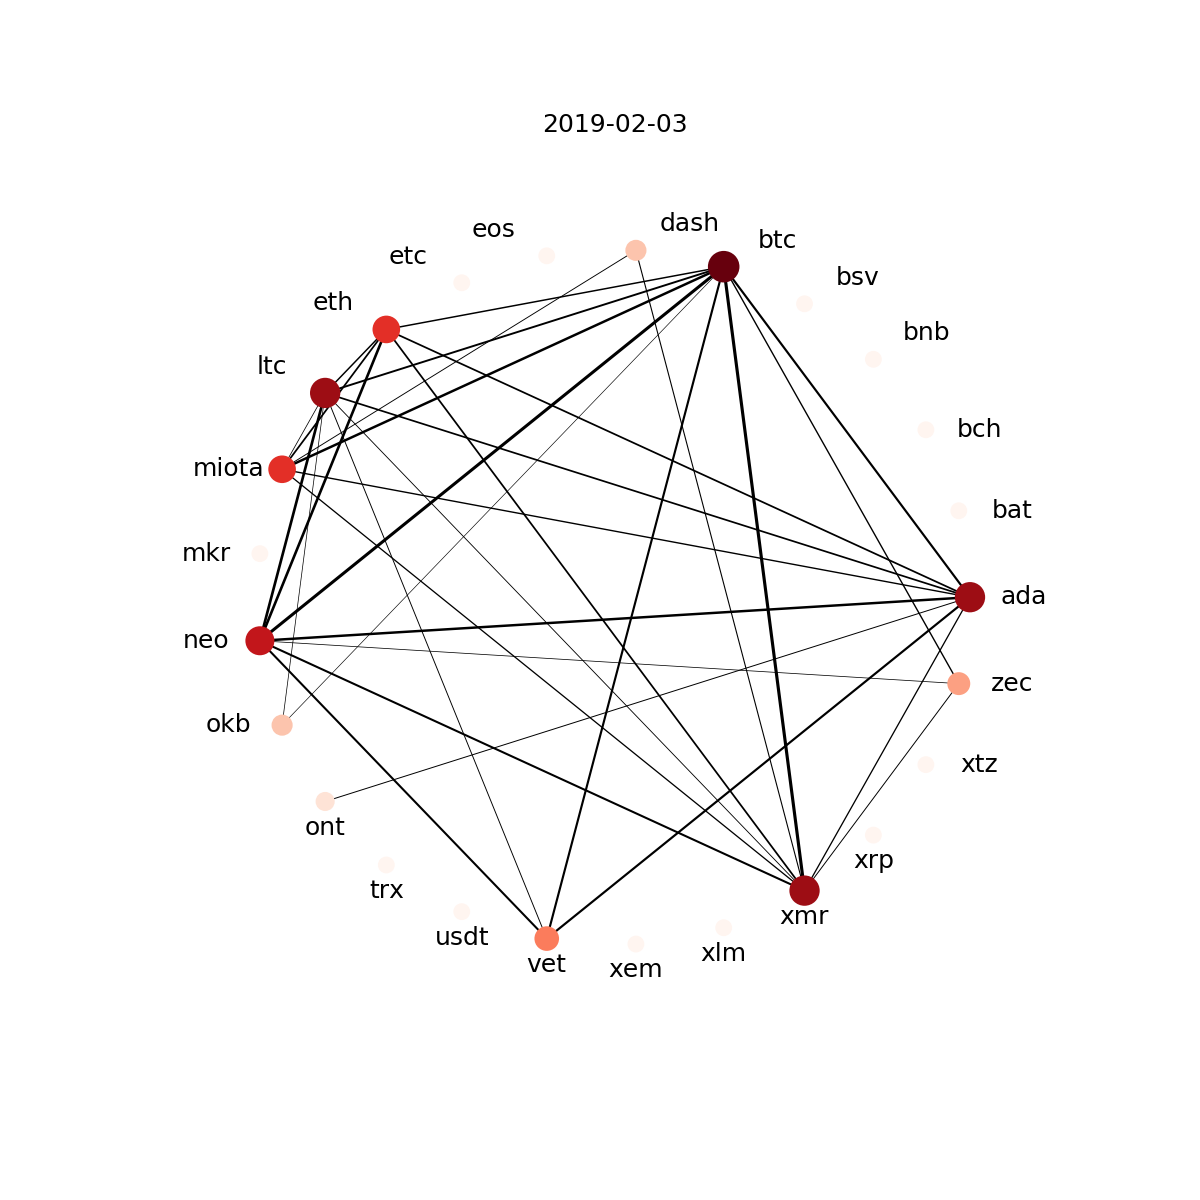 2019-02-03
dash
eos
btc
etc
bsv
eth
bnb
ltc
bch
miota
bat
mkr
ada
neo
zec
okb
xtz
ont
xrp
trx
xmr
usdt
xlm
vet
xem